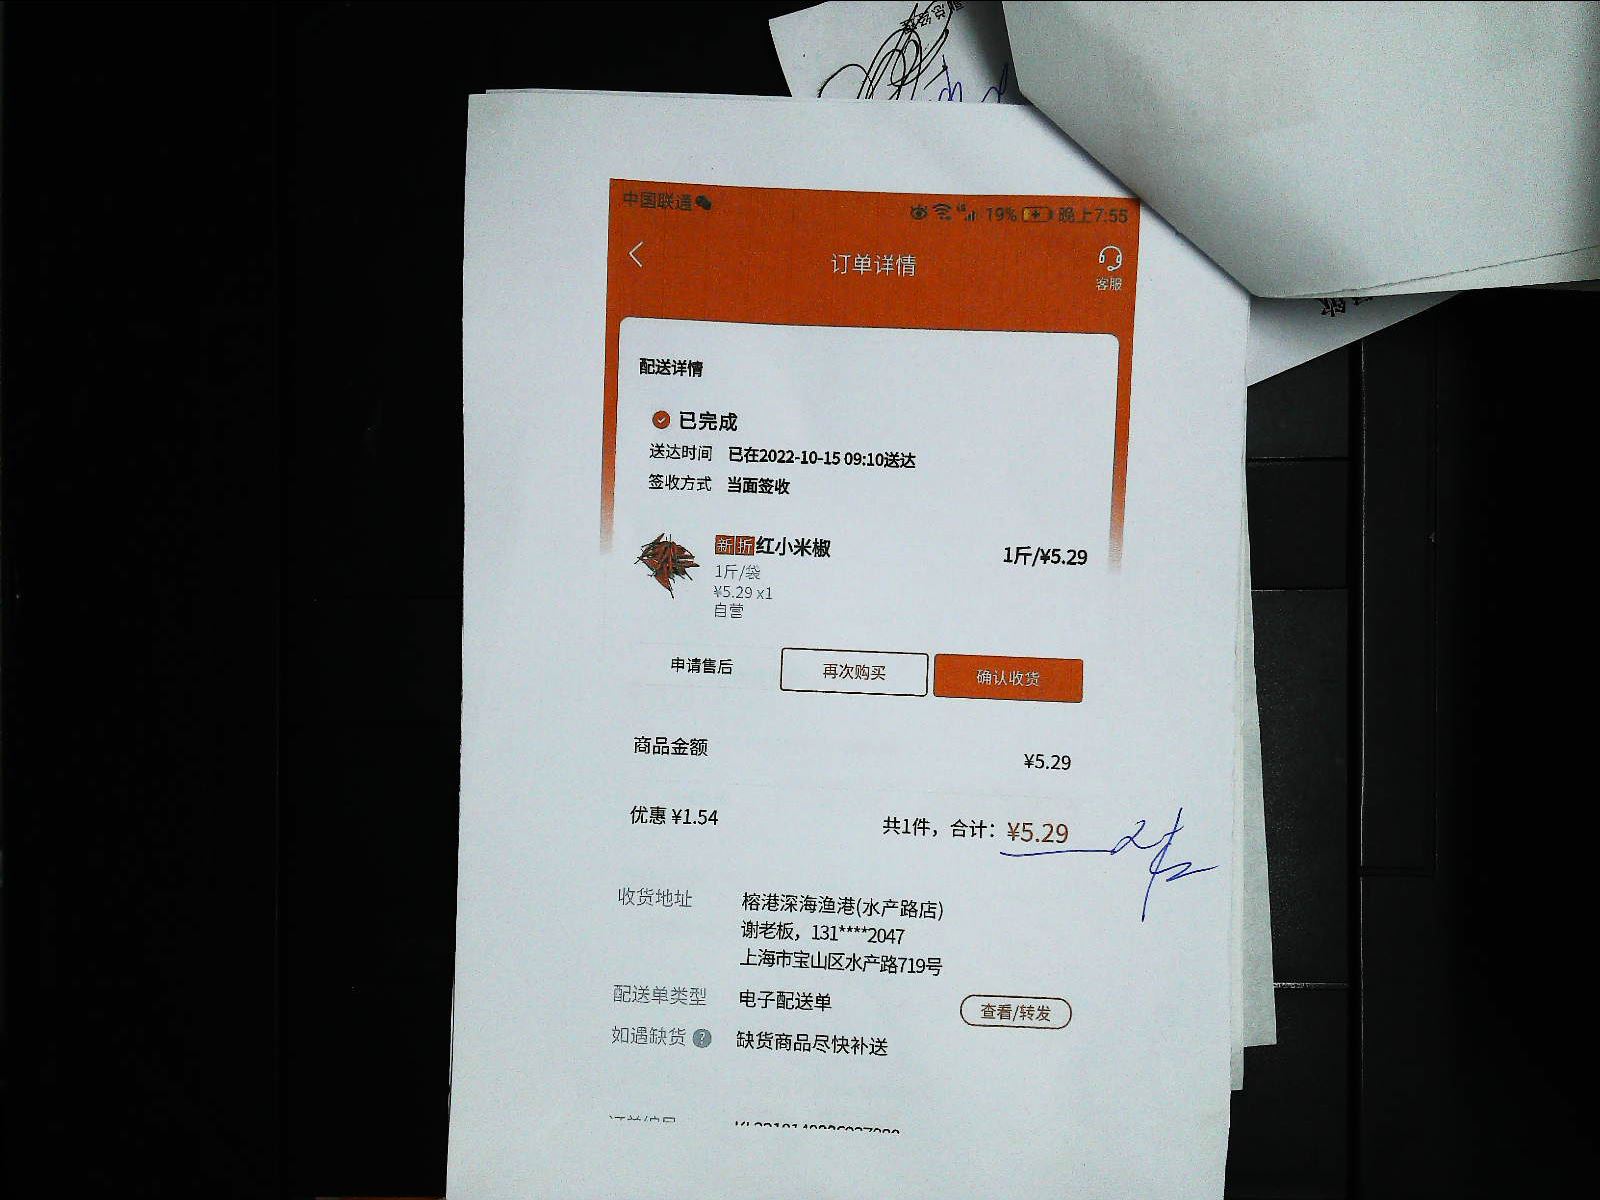 中国联通
19% 晚上7:55
订单详情
客服
配送详情
已完成
送达时间 已在2022-10-15 09:10送达
签收方式 当面签收
新折红小米椒 1斤/¥5.29
1斤/袋
¥5.29 x1
自营
申请售后 再次购买 确认收货
商品金额 ¥5.29
优惠 ¥1.54 共1件，合计：¥5.29
收货地址 榕港深海渔港(水产路店)
谢老板，131****2047
上海市宝山区水产路719号
配送单类型 电子配送单 查看/转发
如遇缺货 ? 缺货商品尽快补送